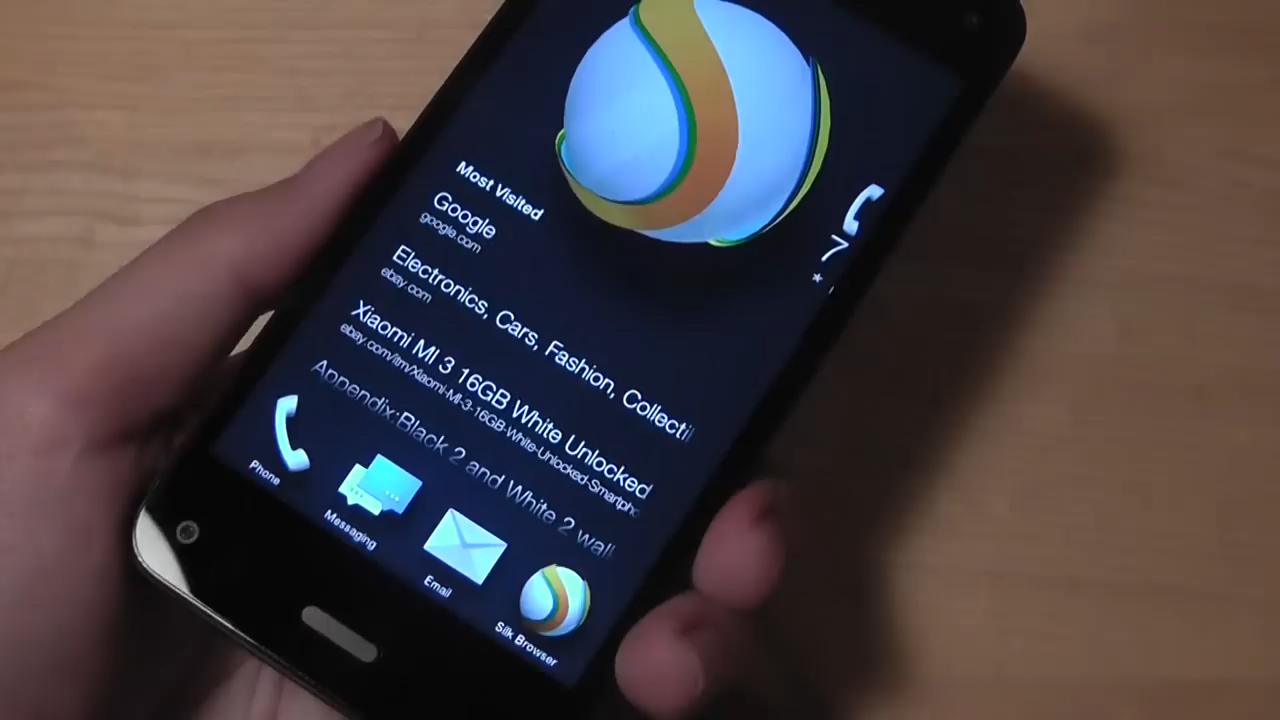 Most Visited
Google
google.com
Electronics, Cars, Fashion, Collecti
ebay.com
Xiaomi MI 3 16GB White Unlocked
ebay.com/itm/Xiaomi-MI-3-16GB-White-Unlocked-Smartpho
Appendix:Black 2 and White 2 wall
7
*
Phone
Messaging
Email
Silk Browser